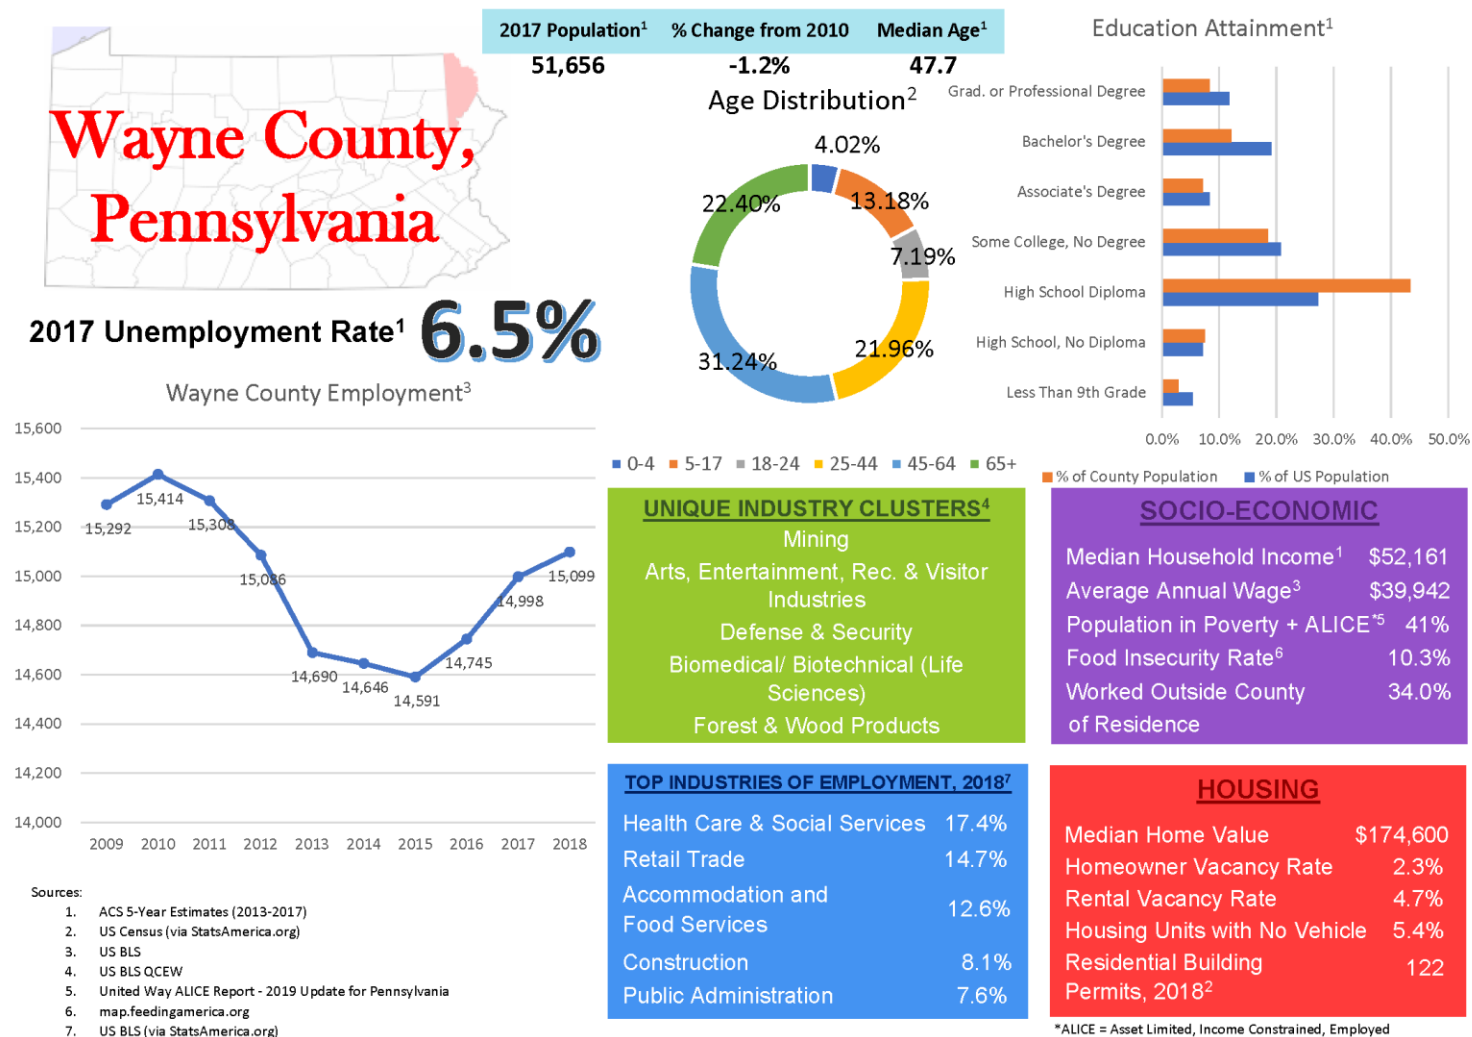 Wayne County,
Pennsylvania
2017 Population¹ % Change from 2010 Median Age¹
51,656 -1.2% 47.7
2017 Unemployment Rate¹ 6.5%
Age Distribution²
4.02%
13.18%
7.19%
21.96%
31.24%
22.40%
0-4 5-17 18-24 25-44 45-64 65+
Education Attainment¹
Grad. or Professional Degree
Bachelor's Degree
Associate's Degree
Some College, No Degree
High School Diploma
High School, No Diploma
Less Than 9th Grade
0.0% 10.0% 20.0% 30.0% 40.0% 50.0%
% of County Population % of US Population
Wayne County Employment³
15,600
15,400
15,200
15,000
14,800
14,600
14,400
14,200
14,000
15,292
15,414
15,308
15,086
14,690
14,646
14,591
14,745
14,998
15,099
2009 2010 2011 2012 2013 2014 2015 2016 2017 2018
UNIQUE INDUSTRY CLUSTERS⁴
Mining
Arts, Entertainment, Rec. & Visitor
Industries
Defense & Security
Biomedical/ Biotechnical (Life
Sciences)
Forest & Wood Products
SOCIO-ECONOMIC
Median Household Income¹ $52,161
Average Annual Wage³ $39,942
Population in Poverty + ALICE*⁵ 41%
Food Insecurity Rate⁶ 10.3%
Worked Outside County 34.0%
of Residence
TOP INDUSTRIES OF EMPLOYMENT, 2018⁷
Health Care & Social Services 17.4%
Retail Trade 14.7%
Accommodation and
Food Services 12.6%
Construction 8.1%
Public Administration 7.6%
HOUSING
Median Home Value $174,600
Homeowner Vacancy Rate 2.3%
Rental Vacancy Rate 4.7%
Housing Units with No Vehicle 5.4%
Residential Building
Permits, 2018² 122
*ALICE = Asset Limited, Income Constrained, Employed
Sources:
1. ACS 5-Year Estimates (2013-2017)
2. US Census (via StatsAmerica.org)
3. US BLS
4. US BLS QCEW
5. United Way ALICE Report - 2019 Update for Pennsylvania
6. map.feedingamerica.org
7. US BLS (via StatsAmerica.org)